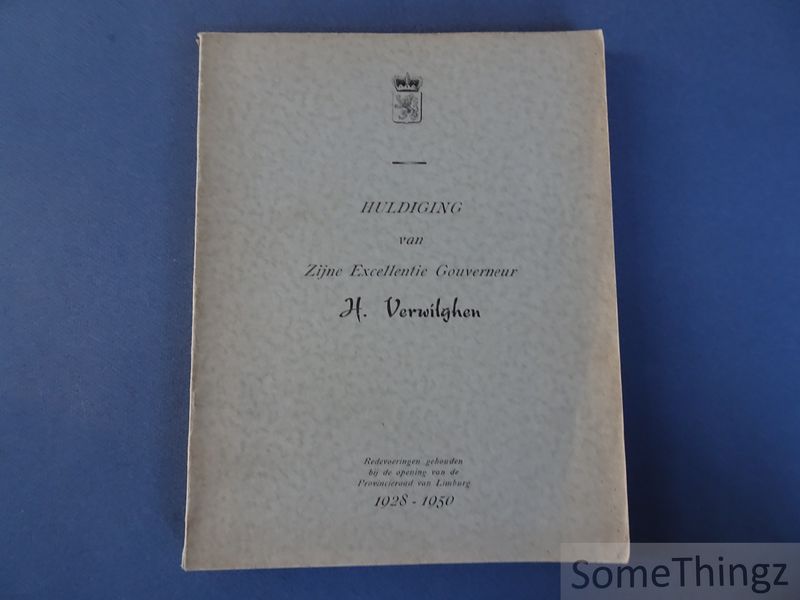 HULDIGING
van
Zijne Excellentie Gouverneur
H. Verwilghen
Redevoeringen gehouden
bij de opening van de
Provincieraad van Limburg
1928 - 1950
SomeThingz